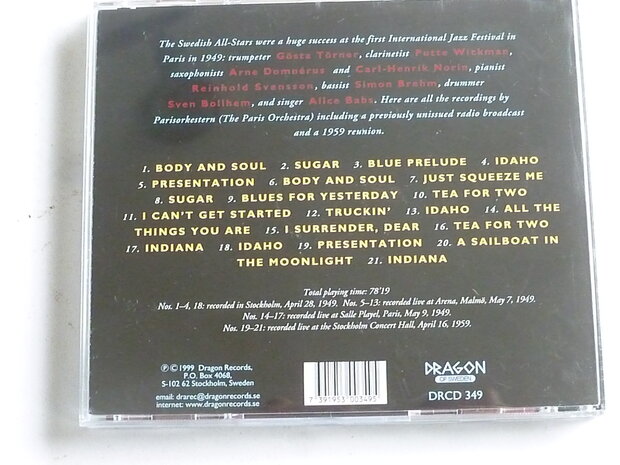 The Swedish All-Stars were a huge success at the first International Jazz Festival in
Paris in 1949: trumpeter Gösta Törner, clarinetist Putte Wickman,
saxophonists Arne Domnérus and Carl-Henrik Norin, pianist
Reinhold Svensson, bassist Simon Brehm, drummer
Sven Bollhem, and singer Alice Babs. Here are all the recordings by
Parisorkestern (The Paris Orchestra) including a previously unissued radio broadcast
and a 1959 reunion.
1. BODY AND SOUL 2. SUGAR 3. BLUE PRELUDE 4. IDAHO
5. PRESENTATION 6. BODY AND SOUL 7. JUST SQUEEZE ME
8. SUGAR 9. BLUES FOR YESTERDAY 10. TEA FOR TWO
11. I CAN'T GET STARTED 12. TRUCKIN' 13. IDAHO 14. ALL THE
THINGS YOU ARE 15. I SURRENDER, DEAR 16. TEA FOR TWO
17. INDIANA 18. IDAHO 19. PRESENTATION 20. A SAILBOAT IN
THE MOONLIGHT 21. INDIANA
Total playing time: 78'19
Nos. 1-4, 18: recorded in Stockholm, April 28, 1949. Nos. 5-13: recorded live at Arena, Malmö, May 7, 1949.
Nos. 14-17: recorded live at Salle Playel, Paris, May 9, 1949.
Nos. 19-21: recorded live at the Stockholm Concert Hall, April 16, 1959.
℗ © 1999 Dragon Records,
P.O. Box 4068,
S-102 62 Stockholm, Sweden
email: drarec@dragonrecords.se
internet: www.dragonrecords.se
7 391953 003495
DRAGON
OF SWEDEN
DRCD 349